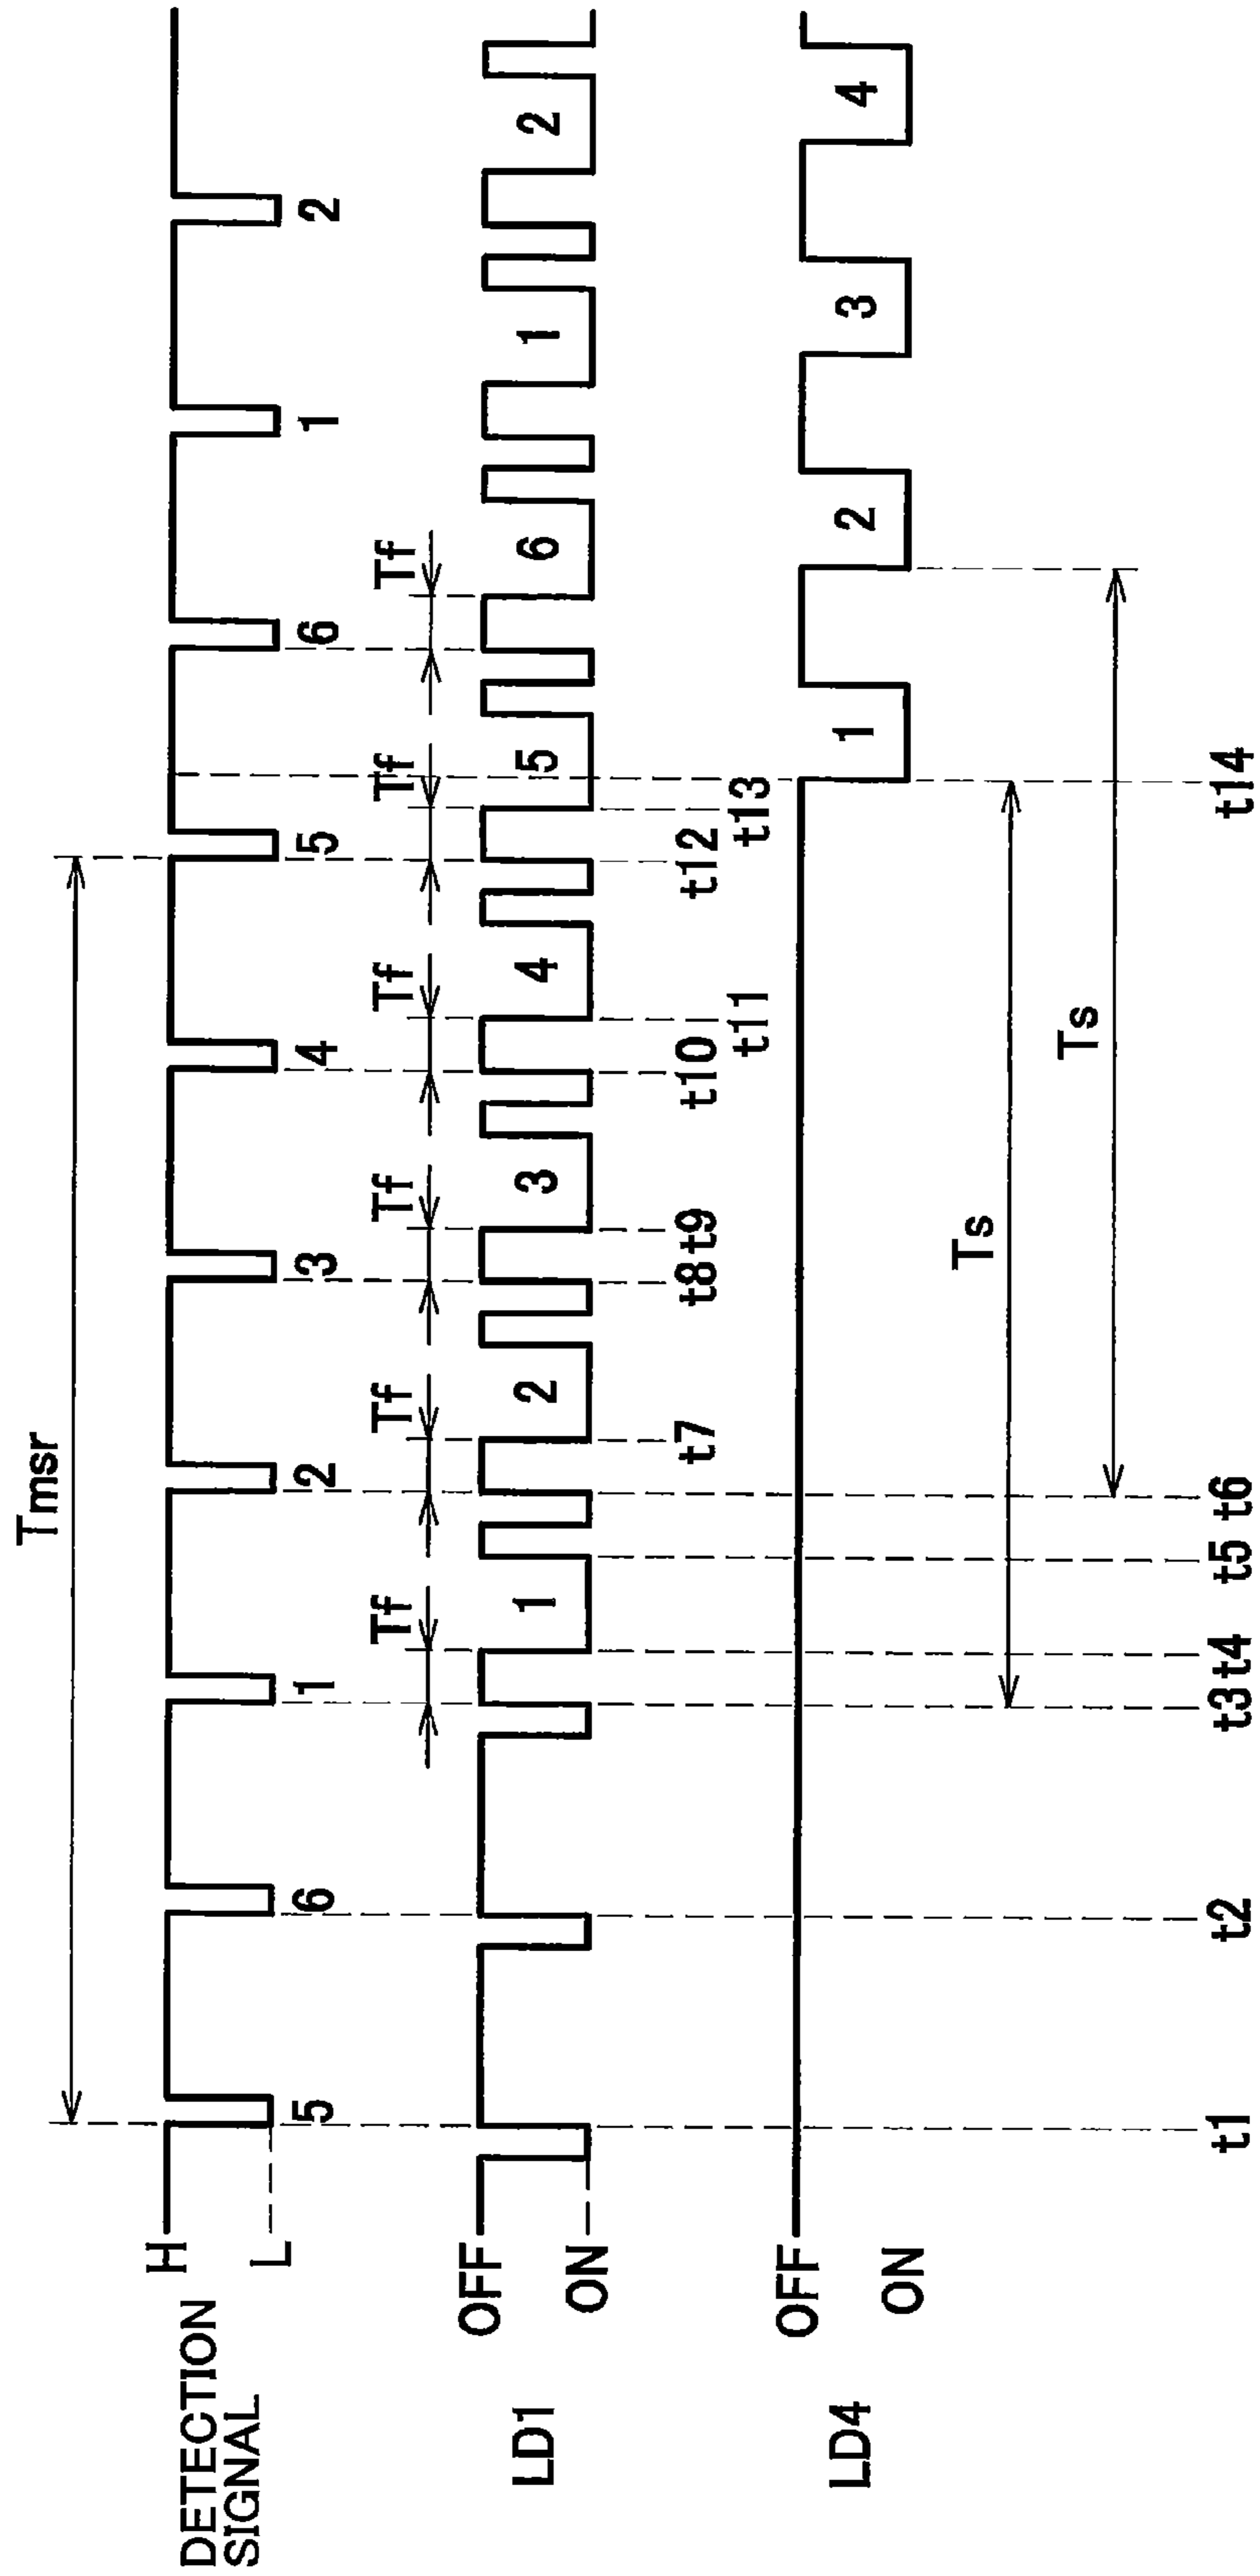 Tmsr
DETECTION
SIGNAL
H
L
5 6 1 2 3 4 5 6 1 2
Tf Tf Tf Tf Tf Tf
LD1
OFF
ON
1 2 3 4 5 6 1 2
t7 t8 t9 t10 t11 t12 t13
LD4
OFF
ON
1 2 3 4
Ts
Ts
t1 t2 t3 t4 t5 t6 t14